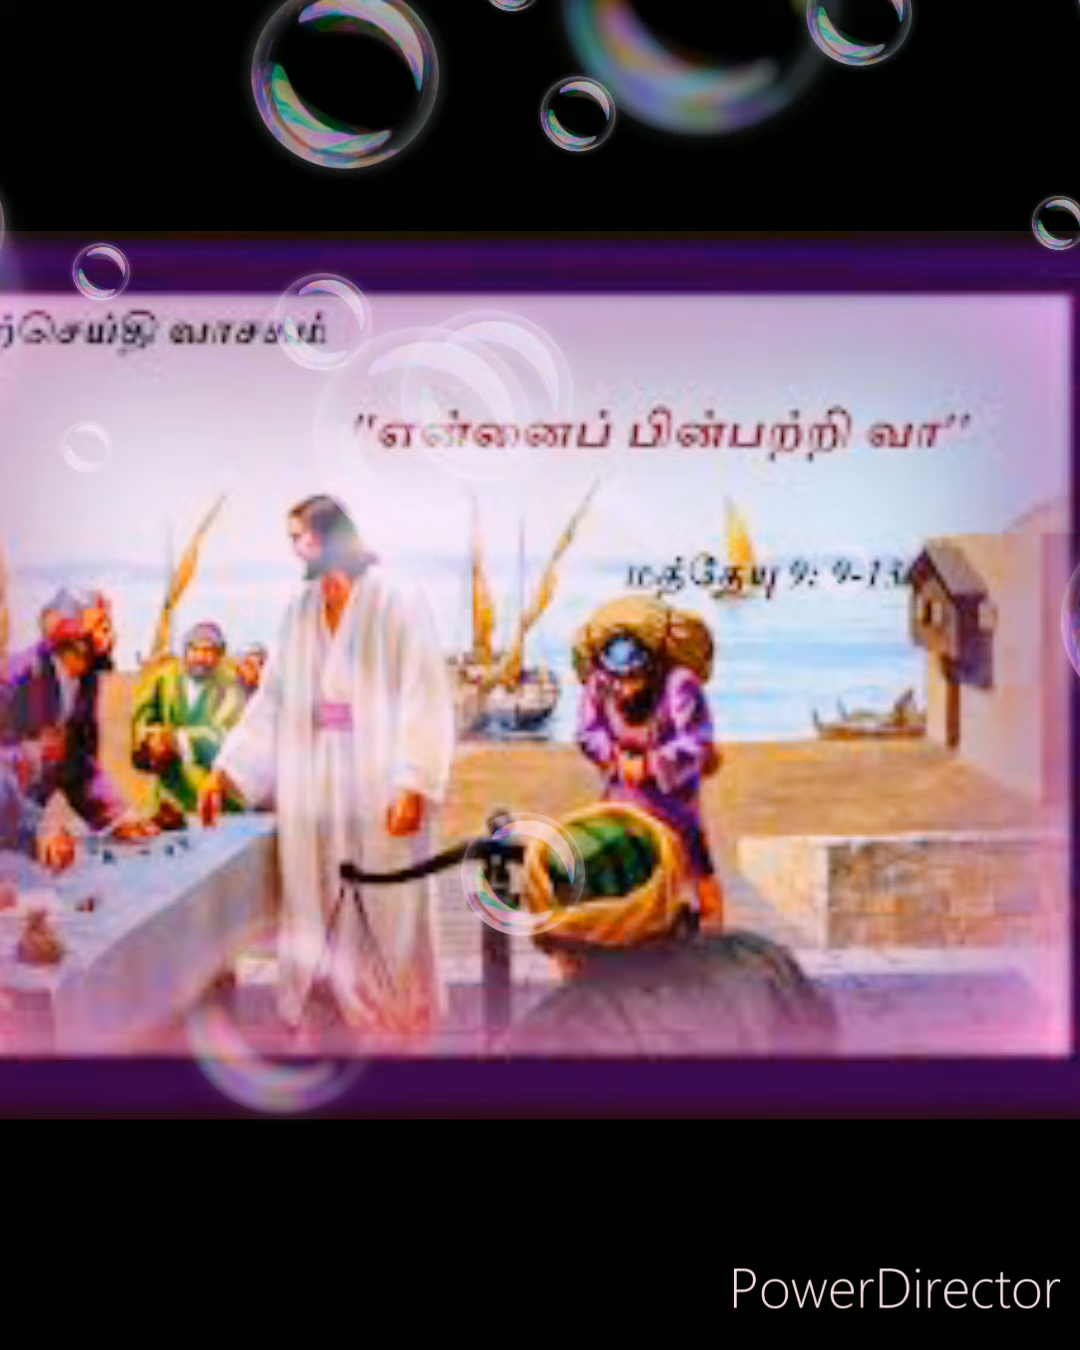 ர்செய்தி வாசகம்
"என்னைப் பின்பற்றி வா"
மத்தேயு 9: 9-13
PowerDirector